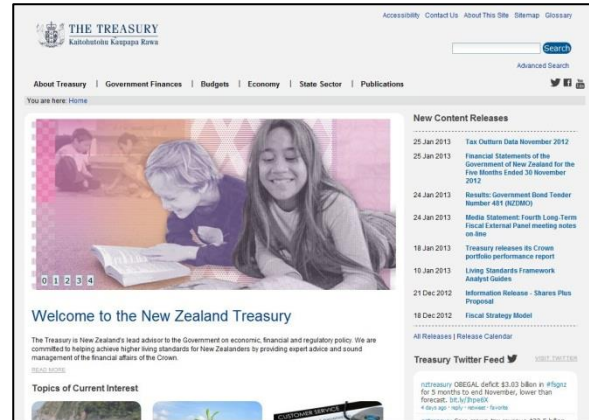 Accessibility Contact Us About This Site Sitemap Glossary
THE TREASURY
Kaitohutohu Kaupapa Rawa
Search
Advanced Search
About Treasury | Government Finances | Budgets | Economy | State Sector | Publications
You are here: Home
0 1 2 3 4
Welcome to the New Zealand Treasury
The Treasury is New Zealand's lead advisor to the Government on economic, financial and regulatory policy. We are
committed to helping achieve higher living standards for New Zealanders by providing expert advice and sound
management of the financial affairs of the Crown.
READ MORE
Topics of Current Interest
CUSTOMER SERVICE
New Content Releases
25 Jan 2013 Tax Outturn Data November 2012
25 Jan 2013 Financial Statements of the
Government of New Zealand for the
Five Months Ended 30 November
2012
24 Jan 2013 Results: Government Bond Tender
Number 481 (NZDMO)
24 Jan 2013 Media Statement: Fourth Long-Term
Fiscal External Panel meeting notes
on-line
18 Jan 2013 Treasury releases its Crown
portfolio performance report
10 Jan 2013 Living Standards Framework
Analyst Guides
21 Dec 2012 Information Release - Shares Plus
Proposal
18 Dec 2012 Fiscal Strategy Model
All Releases | Release Calendar
Treasury Twitter Feed VISIT TWITTER
nztreasury OBEGAL deficit $3.03 billion in #fsgnz
for 5 months to end November, lower than
forecast.
4 days ago · reply · retweet · favorite